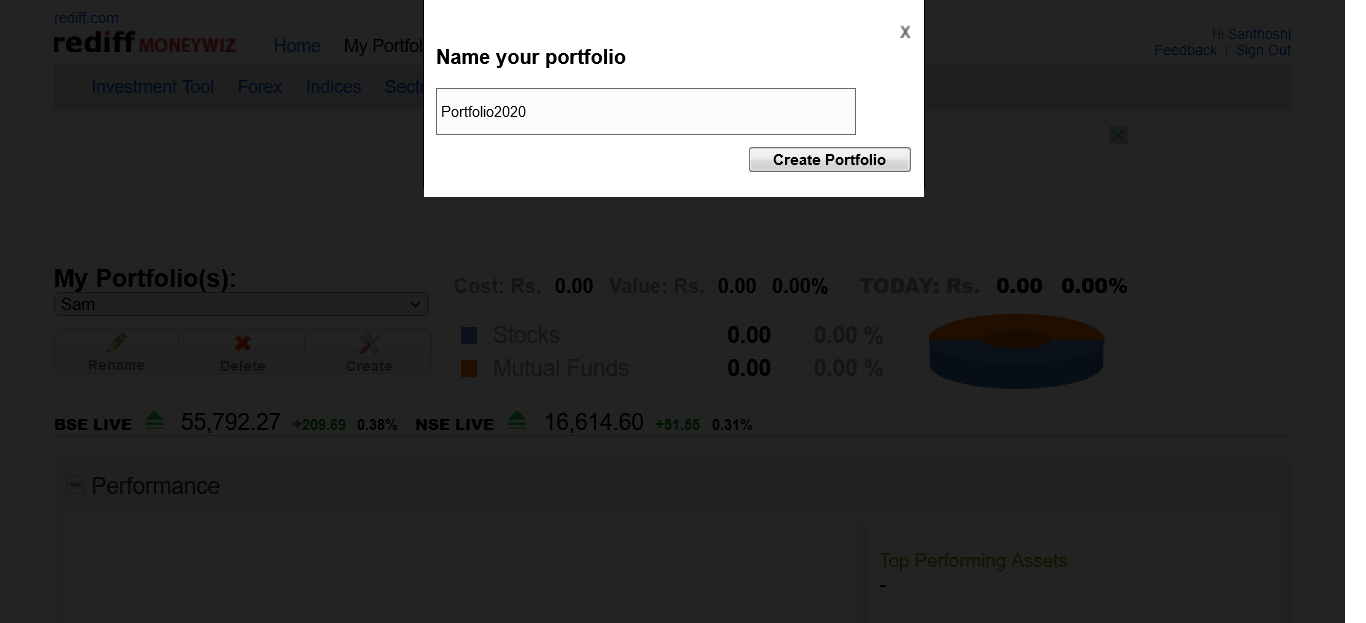 rediff.com
rediff MONEYWIZ Home My Portfol
Hi Santhoshi
Feedback | Sign Out
Investment Tool Forex Indices Secto
X
Name your portfolio
Portfolio2020
Create Portfolio
My Portfolio(s):
Sam
Rename Delete Create
Cost: Rs. 0.00 Value: Rs. 0.00 0.00% TODAY: Rs. 0.00 0.00%
Stocks 0.00 0.00 %
Mutual Funds 0.00 0.00 %
BSE LIVE 55,792.27 +209.69 0.38% NSE LIVE 16,614.60 +51.55 0.31%
Performance
Top Performing Assets
-